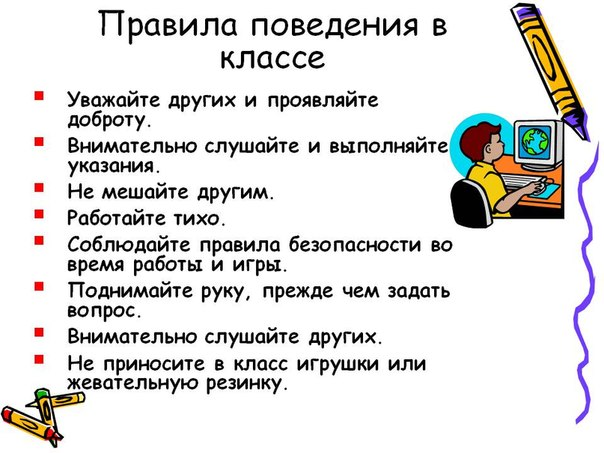 Правила поведения в
классе
Уважайте других и проявляйте
доброту.
Внимательно слушайте и выполняйте
указания.
Не мешайте другим.
Работайте тихо.
Соблюдайте правила безопасности во
время работы и игры.
Поднимайте руку, прежде чем задать
вопрос.
Внимательно слушайте других.
Не приносите в класс игрушки или
жевательную резинку.